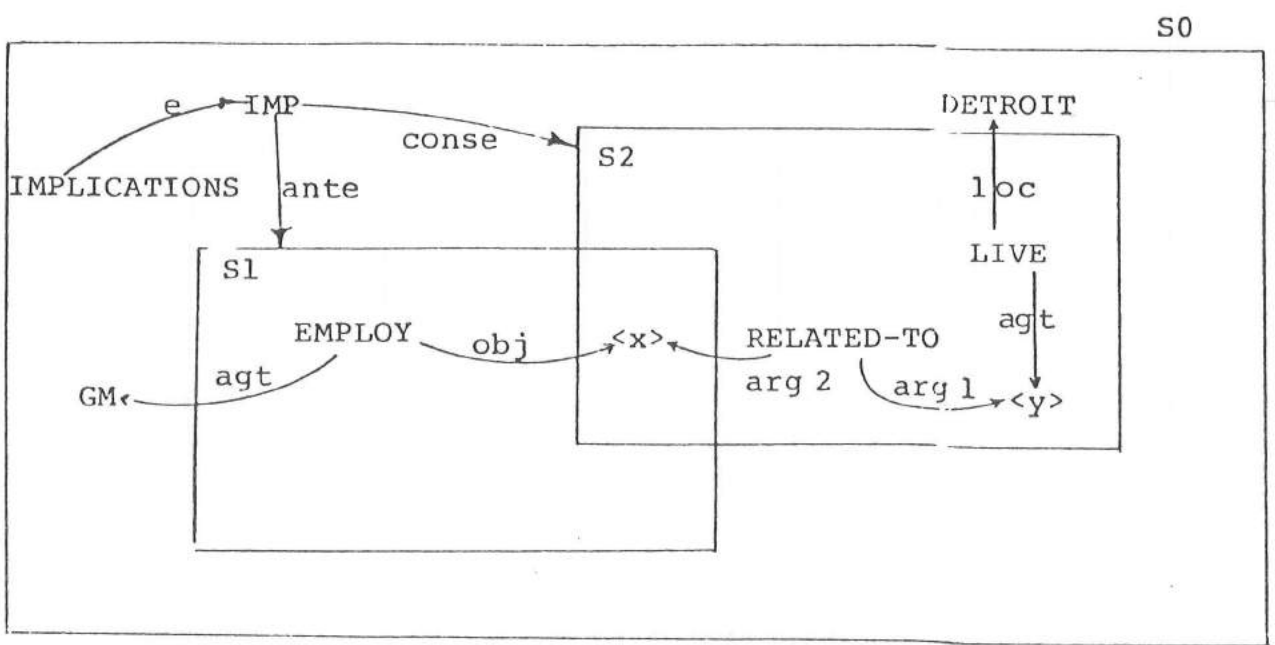 S0
e IMP DETROIT
conse S2
IMPLICATIONS ante loc
S1 LIVE
EMPLOY obj <x> RELATED-TO agt
GM agt arg 2 arg 1 <y>